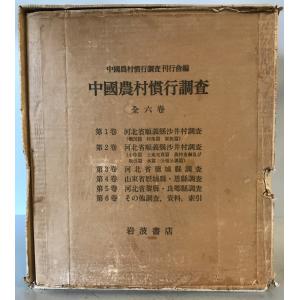 中國農村慣行調査刊行會編
中國農村慣行調査
全六巻
第1巻 河北省順義縣沙井村調査
第2巻 河北省順義縣沙井村調査
第3巻 河北省欒城縣調査
第4巻 山東省歴城縣・恩縣調査
第5巻 河北省昌黎縣・良鄕縣調査
第6巻 その他調査、資料、索引
岩波書店